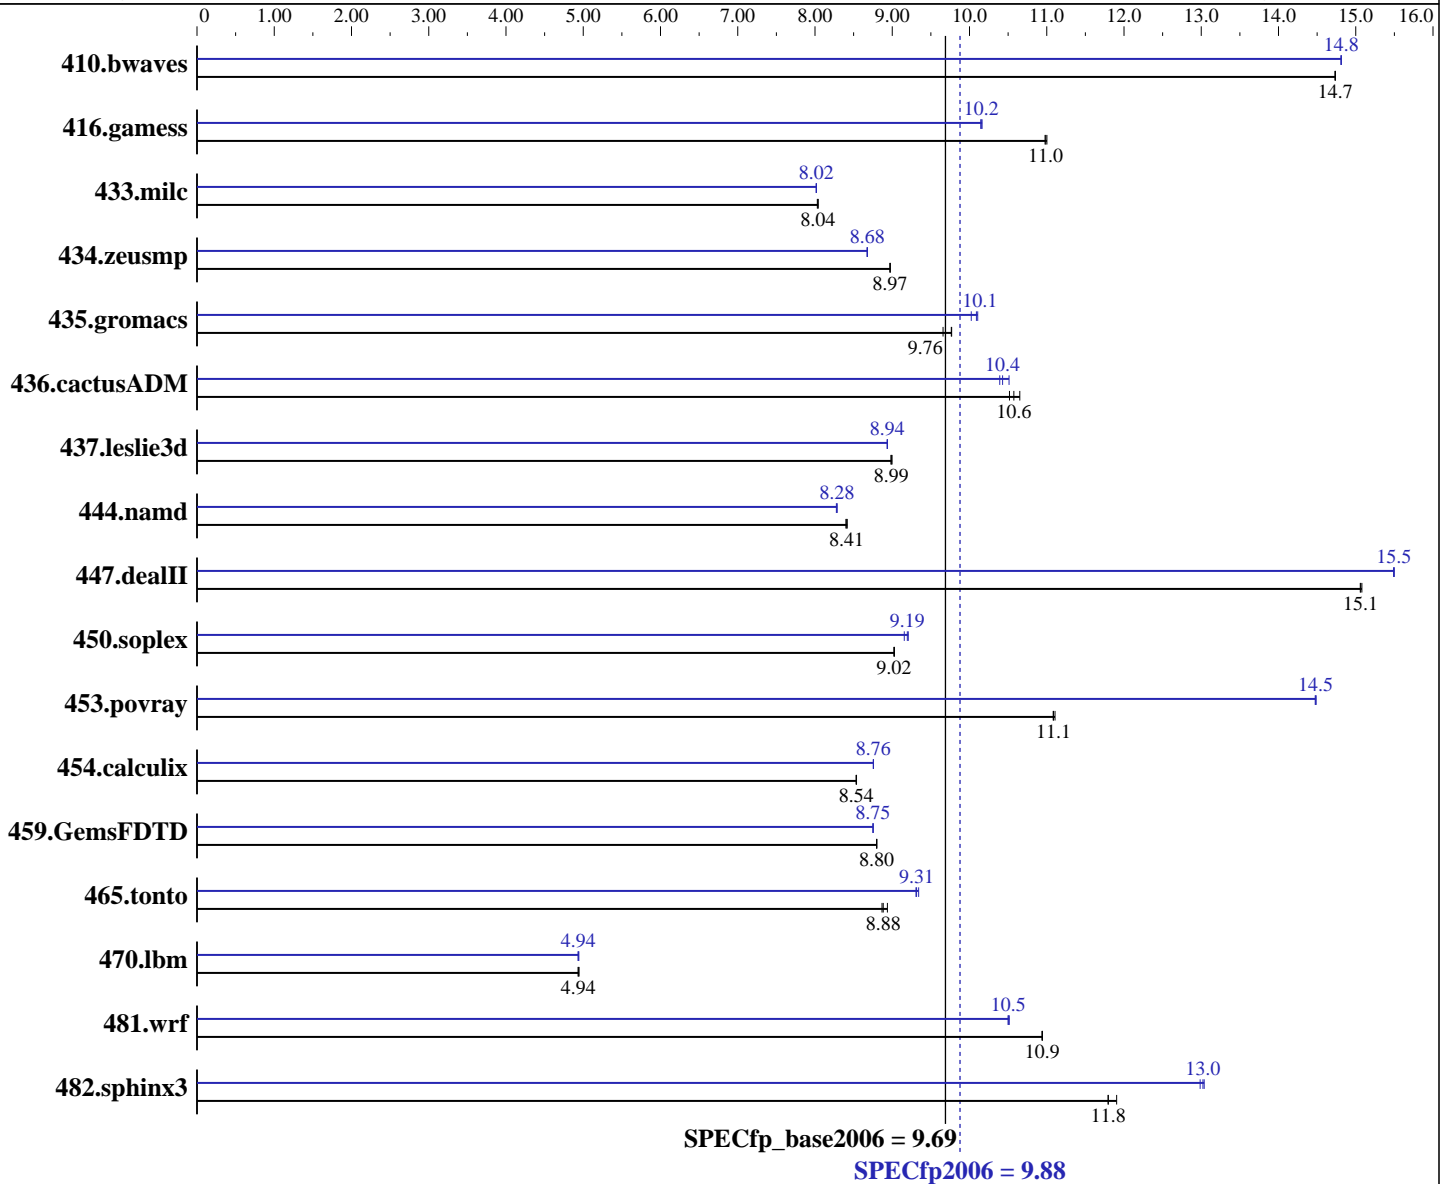 0 1.00 2.00 3.00 4.00 5.00 6.00 7.00 8.00 9.00 10.0 11.0 12.0 13.0 14.0 15.0 16.0
14.8
410.bwaves
14.7
10.2
416.gamess
11.0
8.02
433.milc
8.04
8.68
434.zeusmp
8.97
10.1
435.gromacs
9.76
10.4
436.cactusADM
10.6
8.94
437.leslie3d
8.99
8.28
444.namd
8.41
15.5
447.dealII
15.1
9.19
450.soplex
9.02
14.5
453.povray
11.1
8.76
454.calculix
8.54
8.75
459.GemsFDTD
8.80
9.31
465.tonto
8.88
4.94
470.lbm
4.94
10.5
481.wrf
10.9
13.0
482.sphinx3
11.8
SPECfp_base2006 = 9.69
SPECfp2006 = 9.88